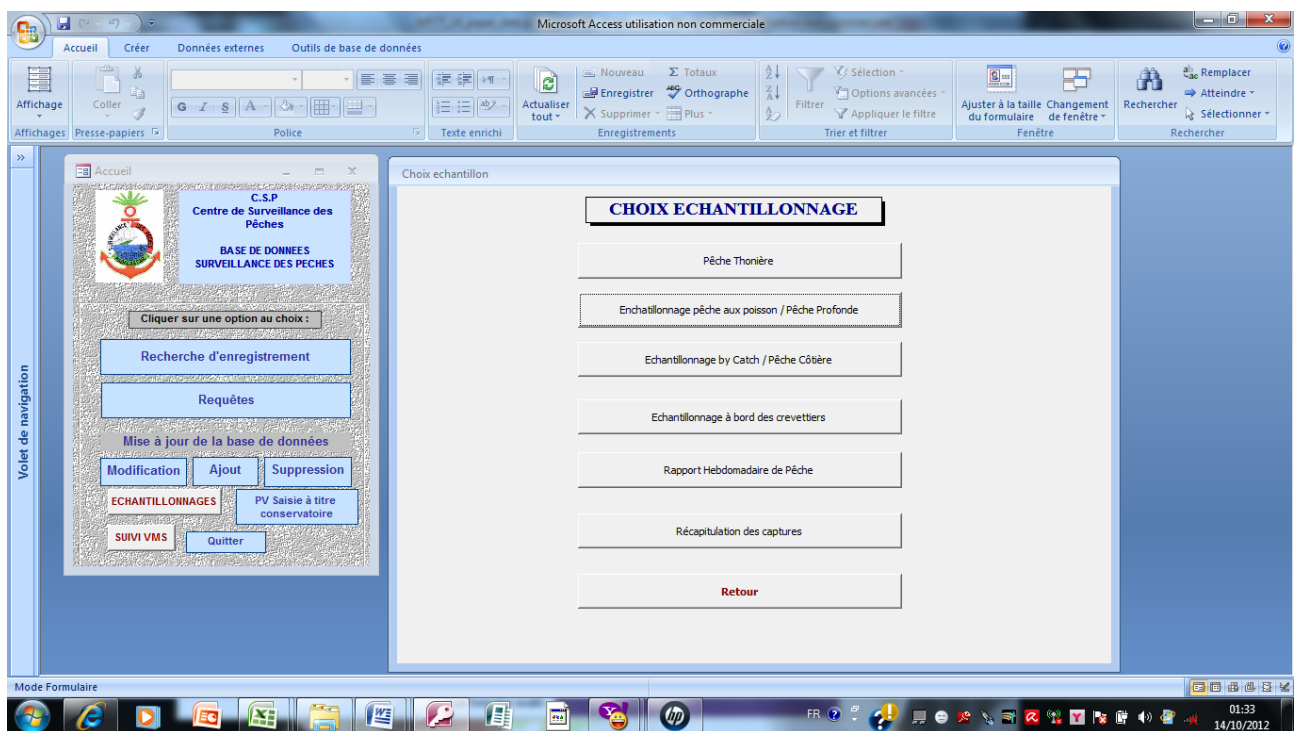 Microsoft Access utilisation non commerciale
Accueil Créer Données externes Outils de base de données
Affichage
Coller
G I S A
ab
Actualiser
tout
Nouveau
Enregistrer
Supprimer
Σ Totaux
Orthographe
Plus
Filtrer
Sélection
Options avancées
Appliquer le filtre
Ajuster à la taille
du formulaire
Changement
de fenêtre
Rechercher
Remplacer
Atteindre
Sélectionner
Affichages Presse-papiers Police Texte enrichi Enregistrements Trier et filtrer Fenêtre Rechercher
»
Volet de navigation
Accueil
C.S.P
Centre de Surveillance des
Pêches
BASE DE DONNEES
SURVEILLANCE DES PECHES
Cliquer sur une option au choix :
Recherche d'enregistrement
Requêtes
Mise à jour de la base de données
Modification Ajout Suppression
ECHANTILLONNAGES
PV Saisie à titre
conservatoire
SUIVI VMS
Quitter
Choix echantillon
CHOIX ECHANTILLONNAGE
Pêche Thonière
Enchatillonnage pêche aux poisson / Pêche Profonde
Echantillonnage by Catch / Pêche Côtière
Echantillonnage à bord des crevettiers
Rapport Hebdomadaire de Pêche
Récapitulation des captures
Retour
Mode Formulaire
FR
01:33
14/10/2012